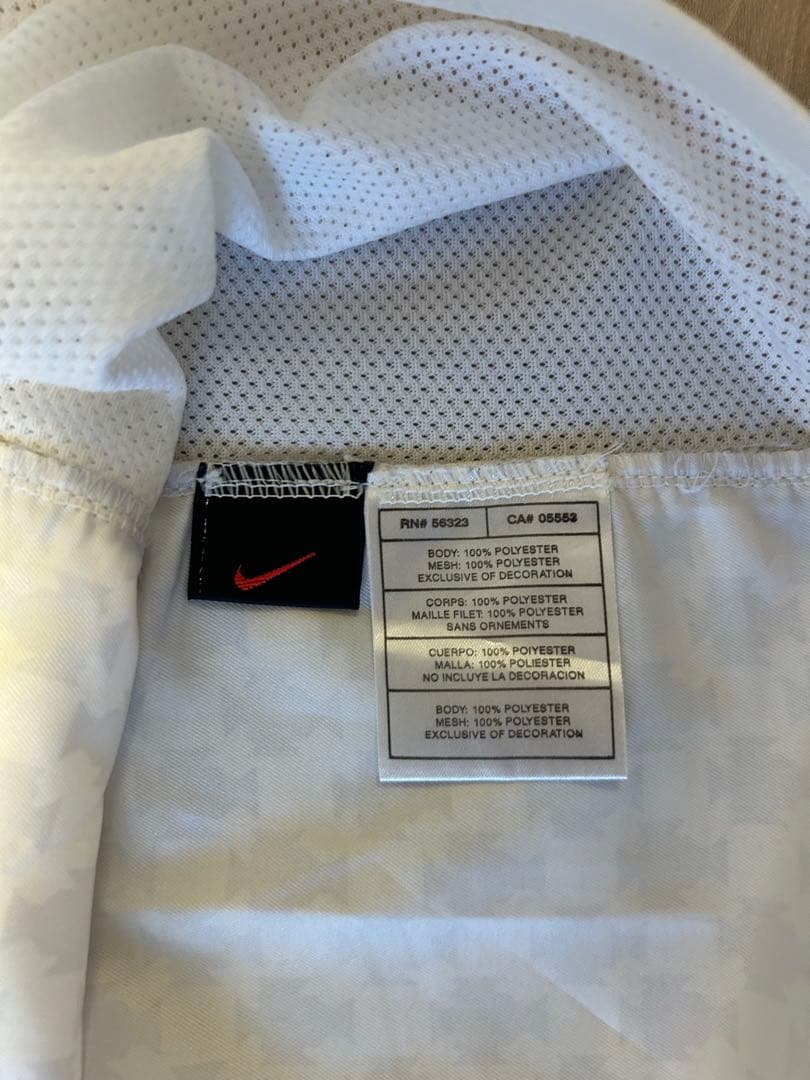 RN# 56323 CA# 05553
BODY: 100% POLYESTER
MESH: 100% POLYESTER
EXCLUSIVE OF DECORATION
CORPS: 100% POLYESTER
MAILLE FILET: 100% POLYESTER
SANS ORNEMENTS
CUERPO: 100% POIYESTER
MALLA: 100% POLIESTER
NO INCLUYE LA DECORACION
BODY: 100% POLYESTER
MESH: 100% POLYESTER
EXCLUSIVE OF DECORATION